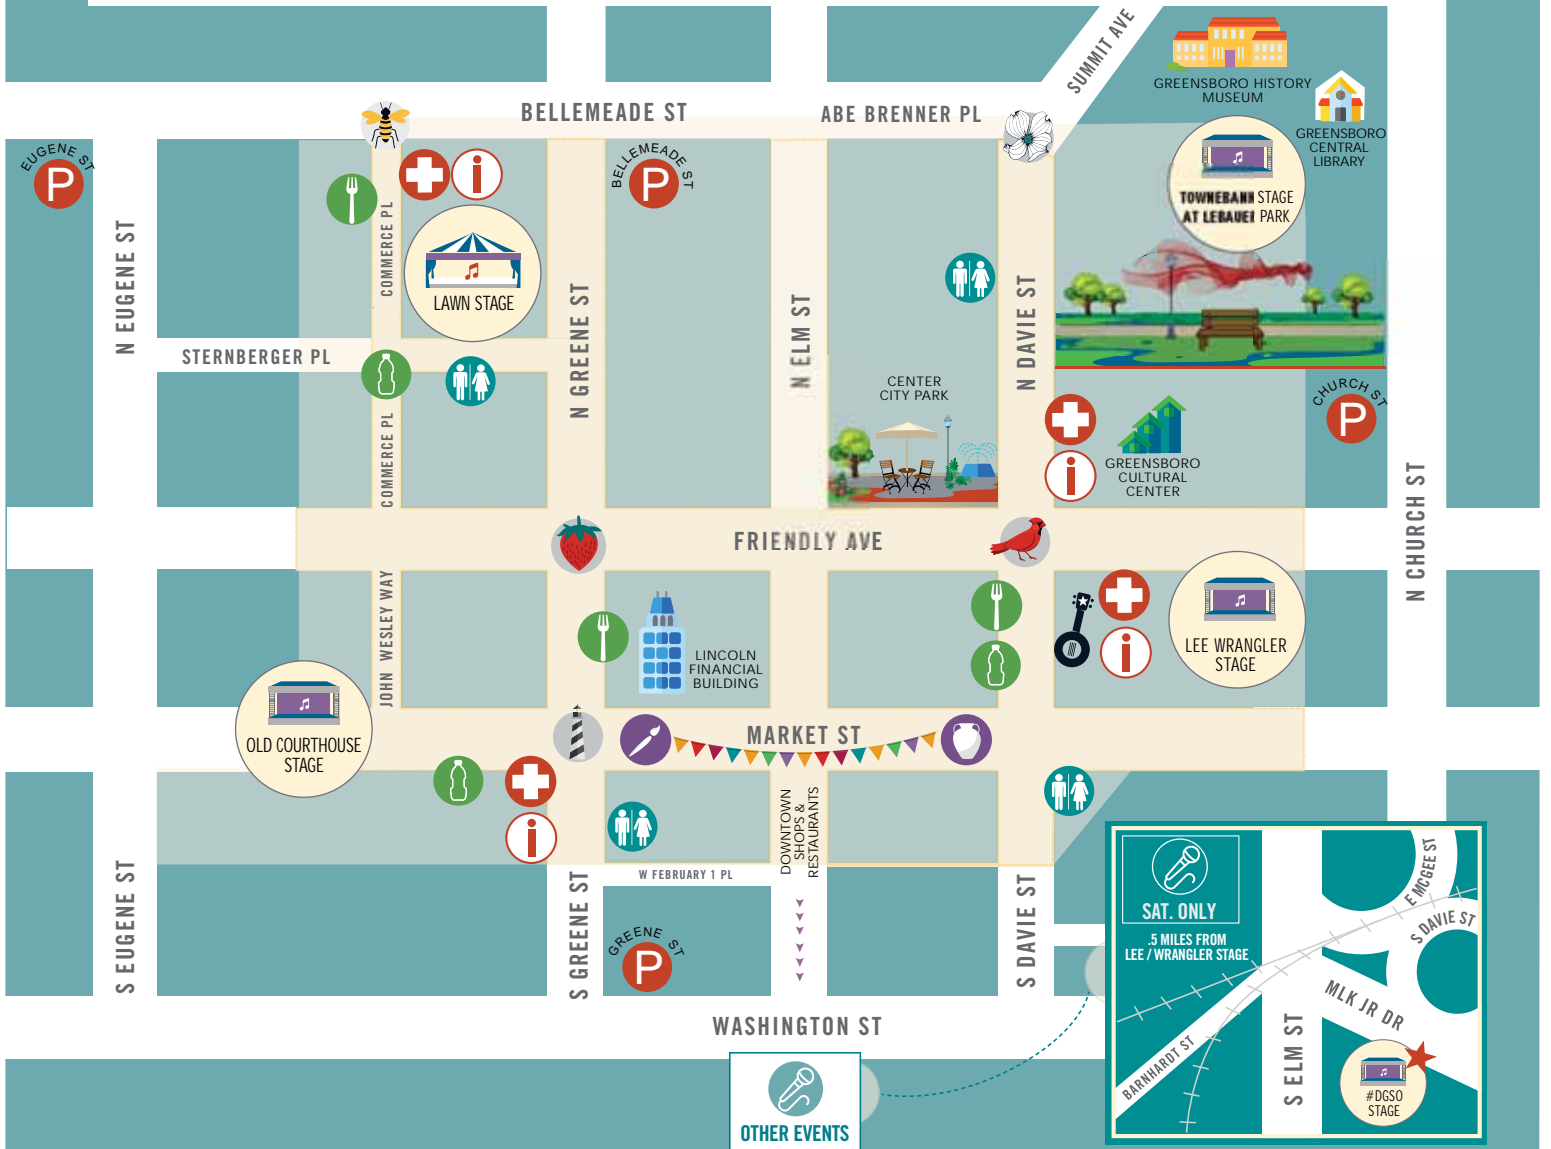 SUMMIT AVE
GREENSBORO HISTORY
MUSEUM
GREENSBORO
CENTRAL
LIBRARY
BELLEMEADE ST
ABE BRENNER PL
EUGENE ST
P
BELLEMEADE ST
P
TOWNEBANK STAGE
AT LEBAUER PARK
N EUGENE ST
COMMERCE PL
i
LAWN STAGE
N GREENE ST
N ELM ST
N DAVIE ST
STERNBERGER PL
CENTER
CITY PARK
CHURCH ST
P
COMMERCE PL
i
GREENSBORO
CULTURAL
CENTER
N CHURCH ST
FRIENDLY AVE
JOHN WESLEY WAY
LINCOLN
FINANCIAL
BUILDING
i
LEE WRANGLER
STAGE
OLD COURTHOUSE
STAGE
MARKET ST
i
DOWNTOWN
SHOPS &
RESTAURANTS
W FEBRUARY 1 PL
S EUGENE ST
S GREENE ST
GREENE ST
P
S DAVIE ST
WASHINGTON ST
OTHER EVENTS
SAT. ONLY
.5 MILES FROM
LEE / WRANGLER STAGE
E MCGEE ST
S DAVIE ST
MLK JR DR
BARNHARDT ST
S ELM ST
#DGSO
STAGE